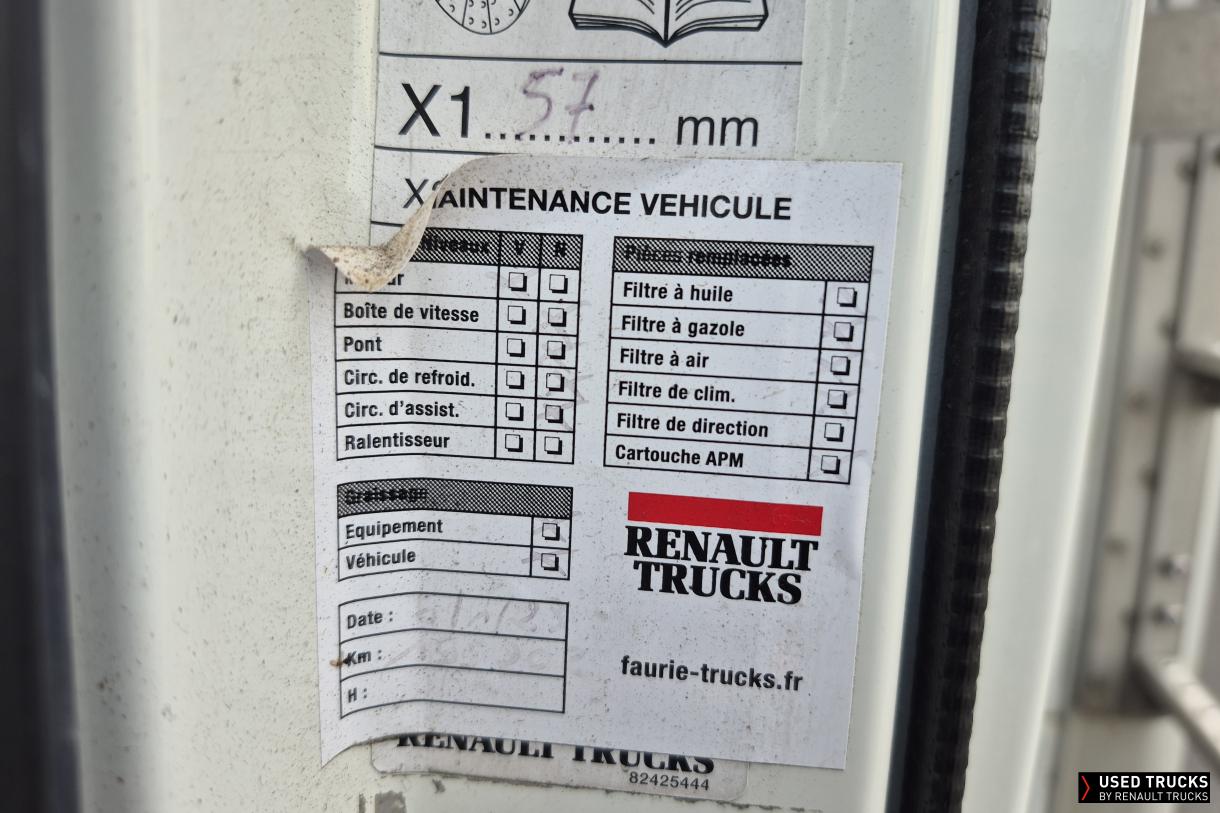 X1 57 mm
MAINTENANCE VEHICULE
Niveaux V N
Boîte de vitesse
Pont
Circ. de refroid.
Circ. d'assist.
Ralentisseur
Pièces remplacées
Filtre à huile
Filtre à gazole
Filtre à air
Filtre de clim.
Filtre de direction
Cartouche APM
Graissage
Equipement
Véhicule
Date :
Km :
H :
RENAULT
TRUCKS
faurie-trucks.fr
RENAULT TRUCKS
82425444
USED TRUCKS
BY RENAULT TRUCKS